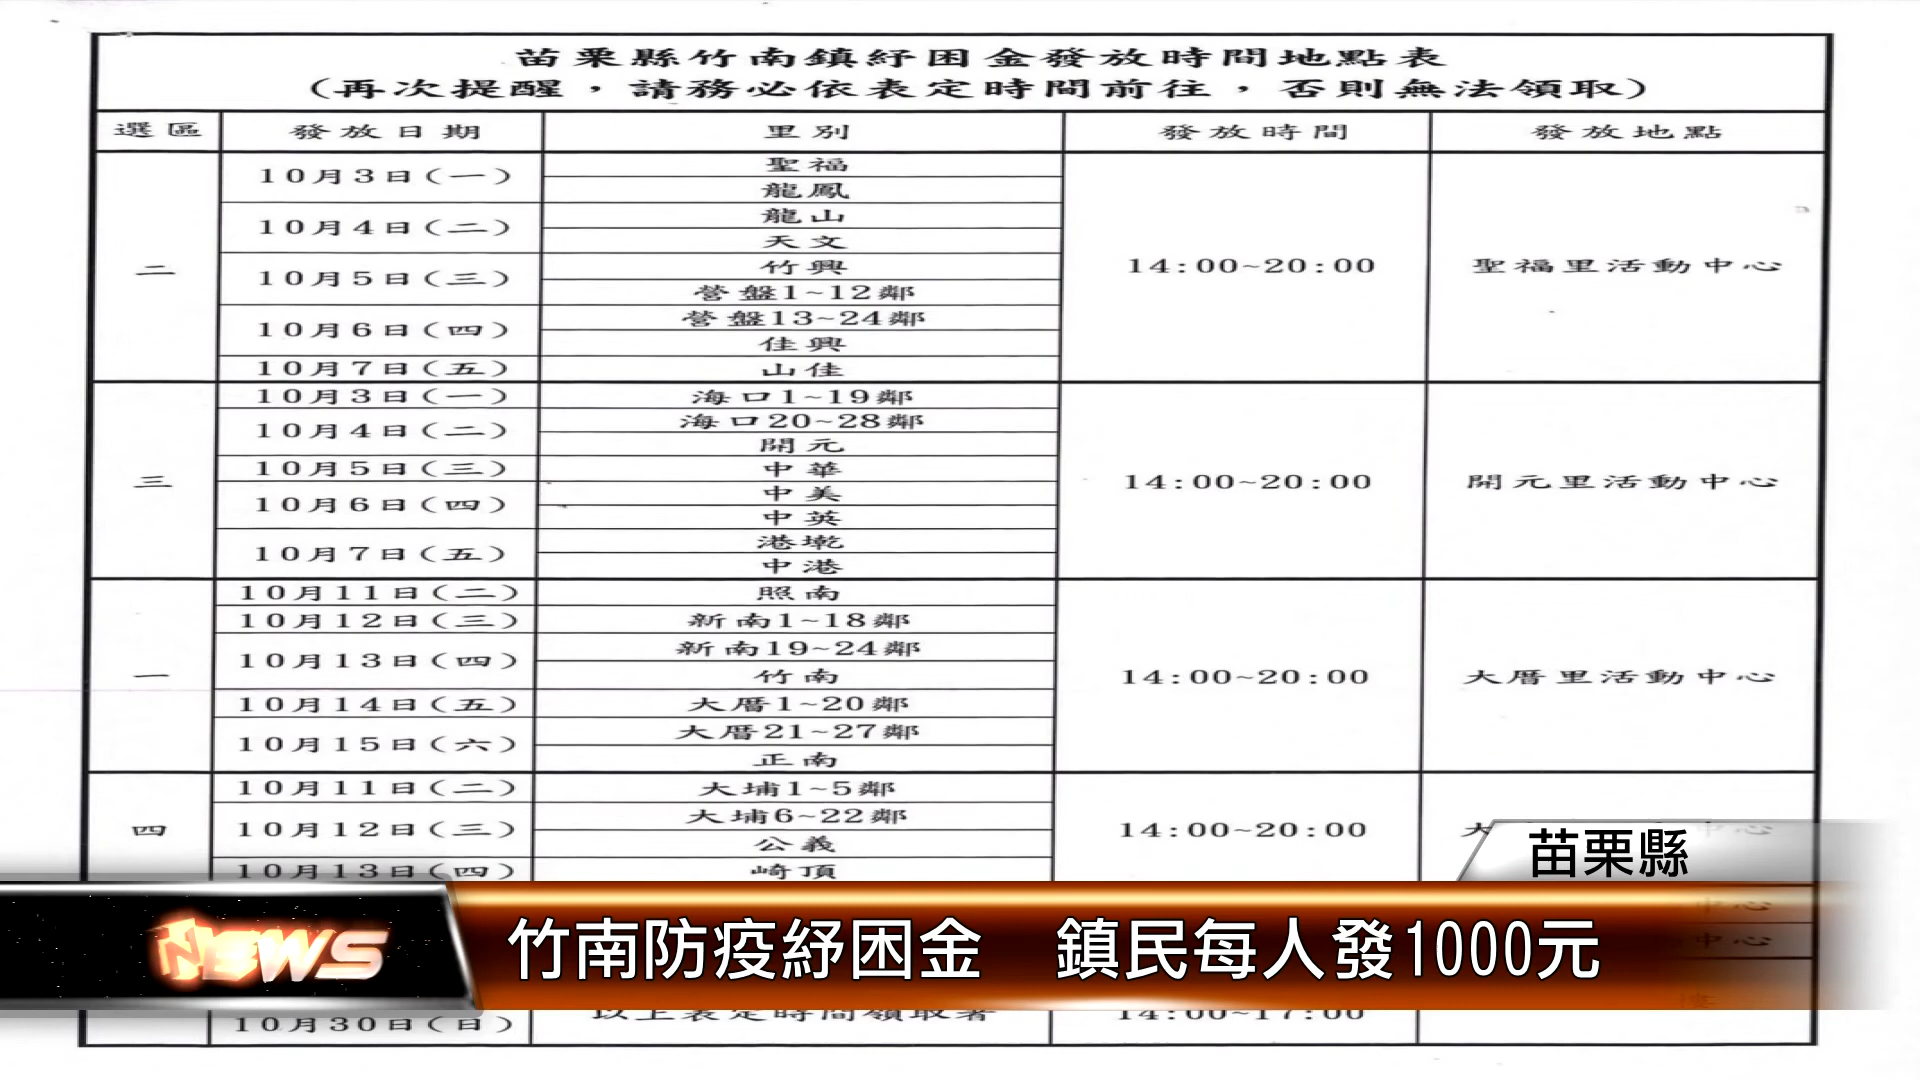 苗栗縣竹南鎮紓困金發放時間地點表
(再次提醒，請務必依表定時間前往，否則無法領取)
選區 發放日期 里別 發放時間 發放地點
二 14:00~20:00 聖福里活動中心
10月3日(一) 聖福
龍鳳
10月4日(二) 龍山
天文
10月5日(三) 竹興
營盤1~12鄰
10月6日(四) 營盤13~24鄰
佳興
10月7日(五) 山佳
三 14:00~20:00 開元里活動中心
10月3日(一) 海口1~19鄰
10月4日(二) 海口20~28鄰
開元
10月5日(三) 中華
10月6日(四) 中美
中英
10月7日(五) 港墘
中港
一 14:00~20:00 大厝里活動中心
10月11日(二) 照南
10月12日(三) 新南1~18鄰
10月13日(四) 新南19~24鄰
竹南
10月14日(五) 大厝1~20鄰
10月15日(六) 大厝21~27鄰
正南
四 14:00~20:00
10月11日(二) 大埔1~5鄰
10月12日(三) 大埔6~22鄰
公義
10月13日(四) 崎頂
苗栗縣
NEWS
竹南防疫紓困金 鎮民每人發1000元
10月30日(日) 以上表定時間領取者 14:00~17:00